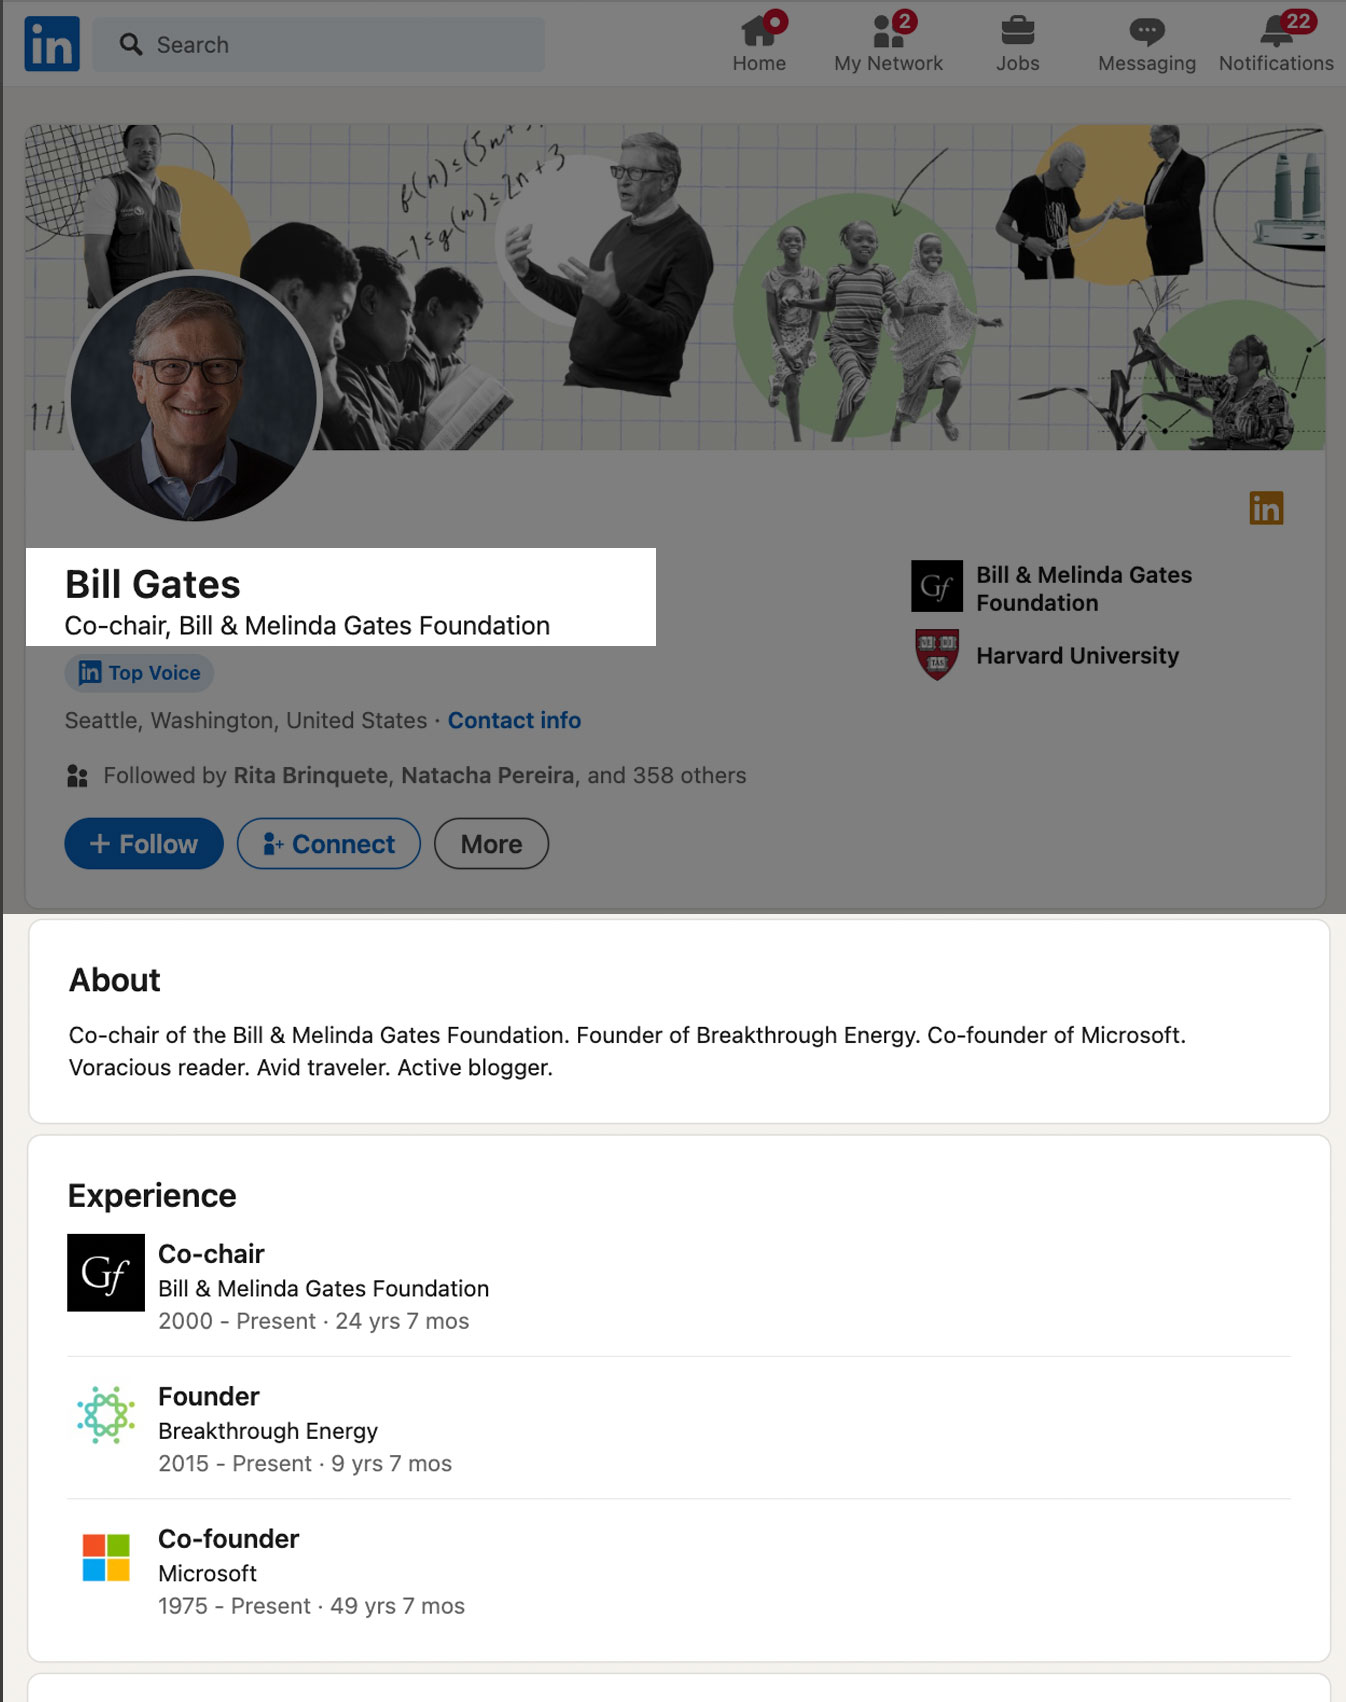 in
Search
Home
2
My Network
Jobs
Messaging
22
Notifications
f(n)≤(5n+
-1≤g(n)≤2n+3
in
Bill Gates
Co-chair, Bill & Melinda Gates Foundation
Gf
Bill & Melinda Gates
Foundation
Harvard University
in Top Voice
Seattle, Washington, United States · Contact info
Followed by Rita Brinquete, Natacha Pereira, and 358 others
+ Follow
Connect
More
About
Co-chair of the Bill & Melinda Gates Foundation. Founder of Breakthrough Energy. Co-founder of Microsoft.
Voracious reader. Avid traveler. Active blogger.
Experience
Gf
Co-chair
Bill & Melinda Gates Foundation
2000 - Present · 24 yrs 7 mos
Founder
Breakthrough Energy
2015 - Present · 9 yrs 7 mos
Co-founder
Microsoft
1975 - Present · 49 yrs 7 mos